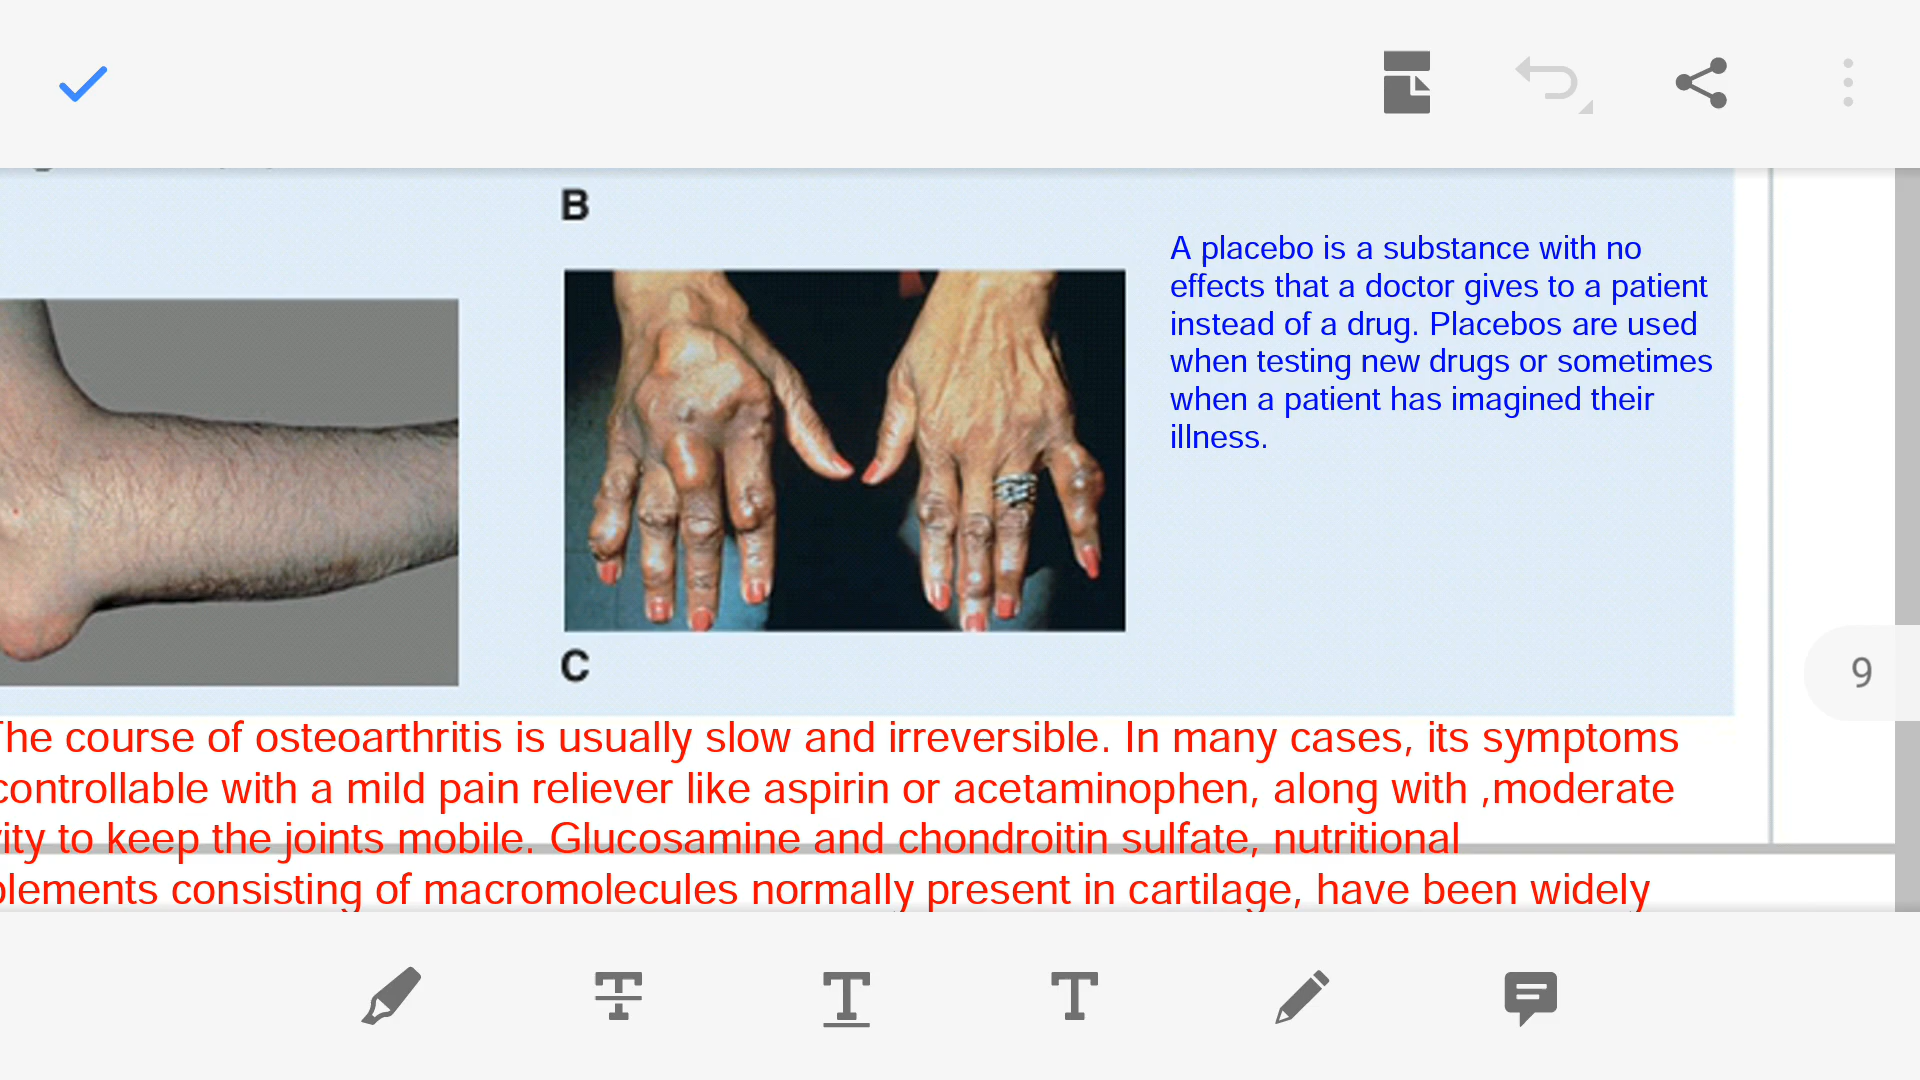 B
A placebo is a substance with no
effects that a doctor gives to a patient
instead of a drug. Placebos are used
when testing new drugs or sometimes
when a patient has imagined their
illness.
C
9
The course of osteoarthritis is usually slow and irreversible. In many cases, its symptoms
controllable with a mild pain reliever like aspirin or acetaminophen, along with ,moderate
vity to keep the joints mobile. Glucosamine and chondroitin sulfate, nutritional
plements consisting of macromolecules normally present in cartilage, have been widely